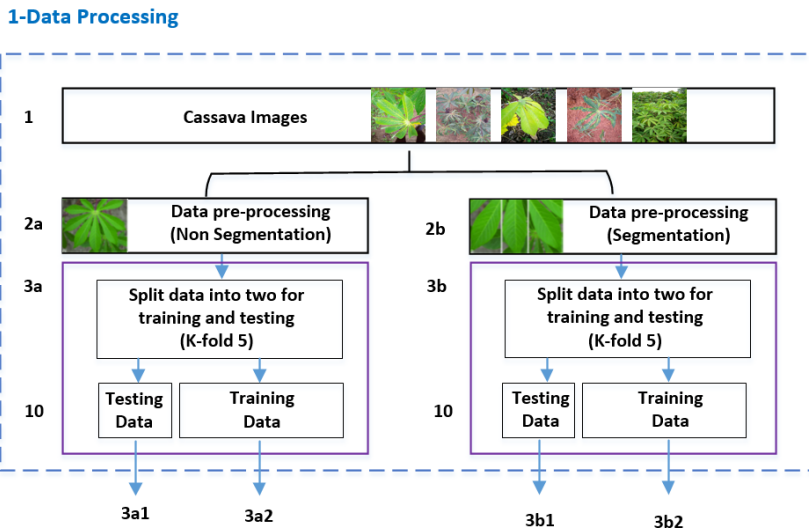 1-Data Processing
1
Cassava Images
2a
Data pre-processing
(Non Segmentation)
2b
Data pre-processing
(Segmentation)
3a
Split data into two for
training and testing
(K-fold 5)
3b
Split data into two for
training and testing
(K-fold 5)
10
Testing
Data
Training
Data
10
Testing
Data
Training
Data
3a1
3a2
3b1
3b2